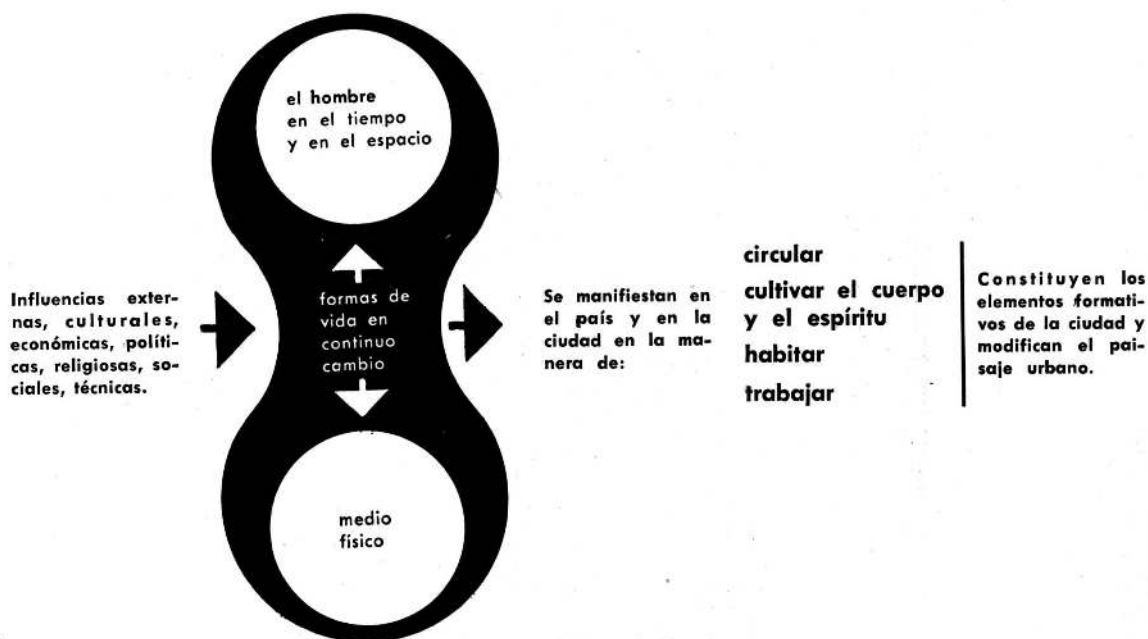 el hombre
en el tiempo
y en el espacio
Influencias exter-
nas, culturales,
económicas, políti-
cas, religiosas, so-
ciales, técnicas.
formas de
vida en
continuo
cambio
Se manifiestan en
el país y en la
ciudad en la ma-
nera de:
circular
cultivar el cuerpo
y el espíritu
habitar
trabajar
Constituyen los
elementos formati-
vos de la ciudad y
modifican el pai-
saje urbano.
medio
físico